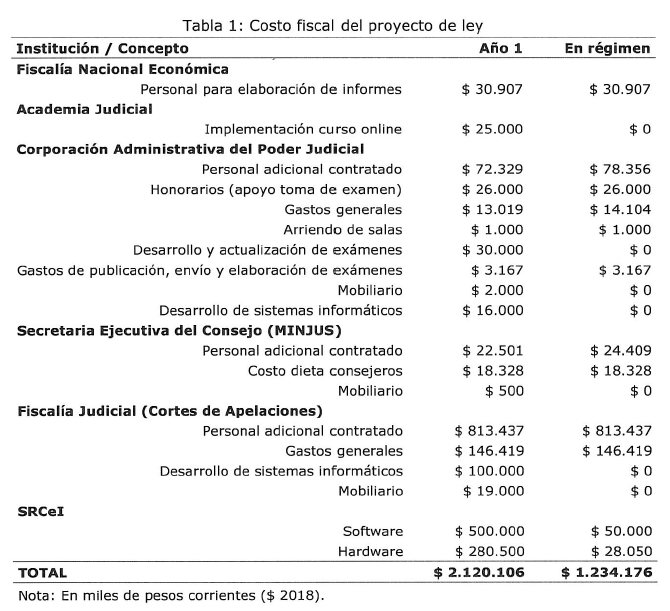 Tabla 1: Costo fiscal del proyecto de ley
Institución / Concepto Año 1 En régimen
Fiscalía Nacional Económica
Personal para elaboración de informes $ 30.907 $ 30.907
Academia Judicial
Implementación curso online $ 25.000 $ 0
Corporación Administrativa del Poder Judicial
Personal adicional contratado $ 72.329 $ 78.356
Honorarios (apoyo toma de examen) $ 26.000 $ 26.000
Gastos generales $ 13.019 $ 14.104
Arriendo de salas $ 1.000 $ 1.000
Desarrollo y actualización de exámenes $ 30.000 $ 0
Gastos de publicación, envío y elaboración de exámenes $ 3.167 $ 3.167
Mobiliario $ 2.000 $ 0
Desarrollo de sistemas informáticos $ 16.000 $ 0
Secretaria Ejecutiva del Consejo (MINJUS)
Personal adicional contratado $ 22.501 $ 24.409
Costo dieta consejeros $ 18.328 $ 18.328
Mobiliario $ 500 $ 0
Fiscalía Judicial (Cortes de Apelaciones)
Personal adicional contratado $ 813.437 $ 813.437
Gastos generales $ 146.419 $ 146.419
Desarrollo de sistemas informáticos $ 100.000 $ 0
Mobiliario $ 19.000 $ 0
SRCeI
Software $ 500.000 $ 50.000
Hardware $ 280.500 $ 28.050
TOTAL $ 2.120.106 $ 1.234.176
Nota: En miles de pesos corrientes ($ 2018).